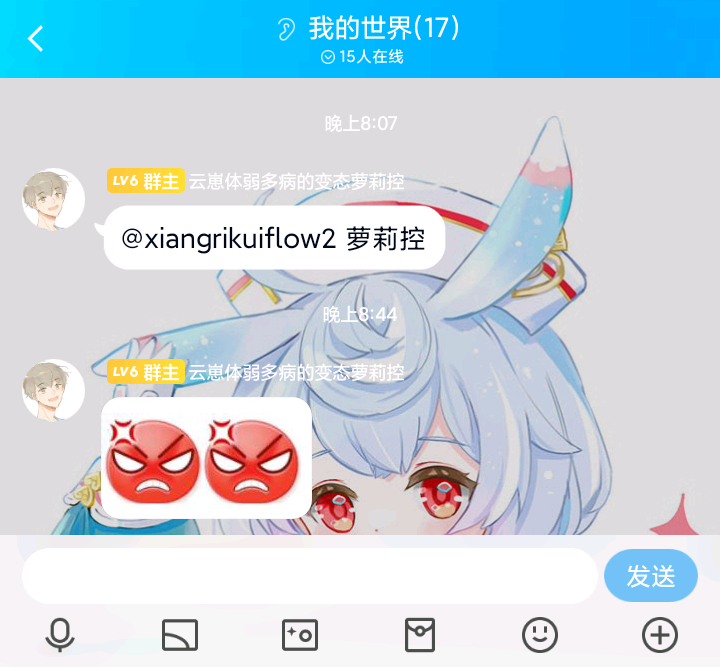 我的世界(17)
15人在线
晚上8:07
LV6 群主 云崽体弱多病的变态萝莉控
@xiangrikuiflow2 萝莉控
晚上8:44
LV6 群主 云崽体弱多病的变态萝莉控
发送